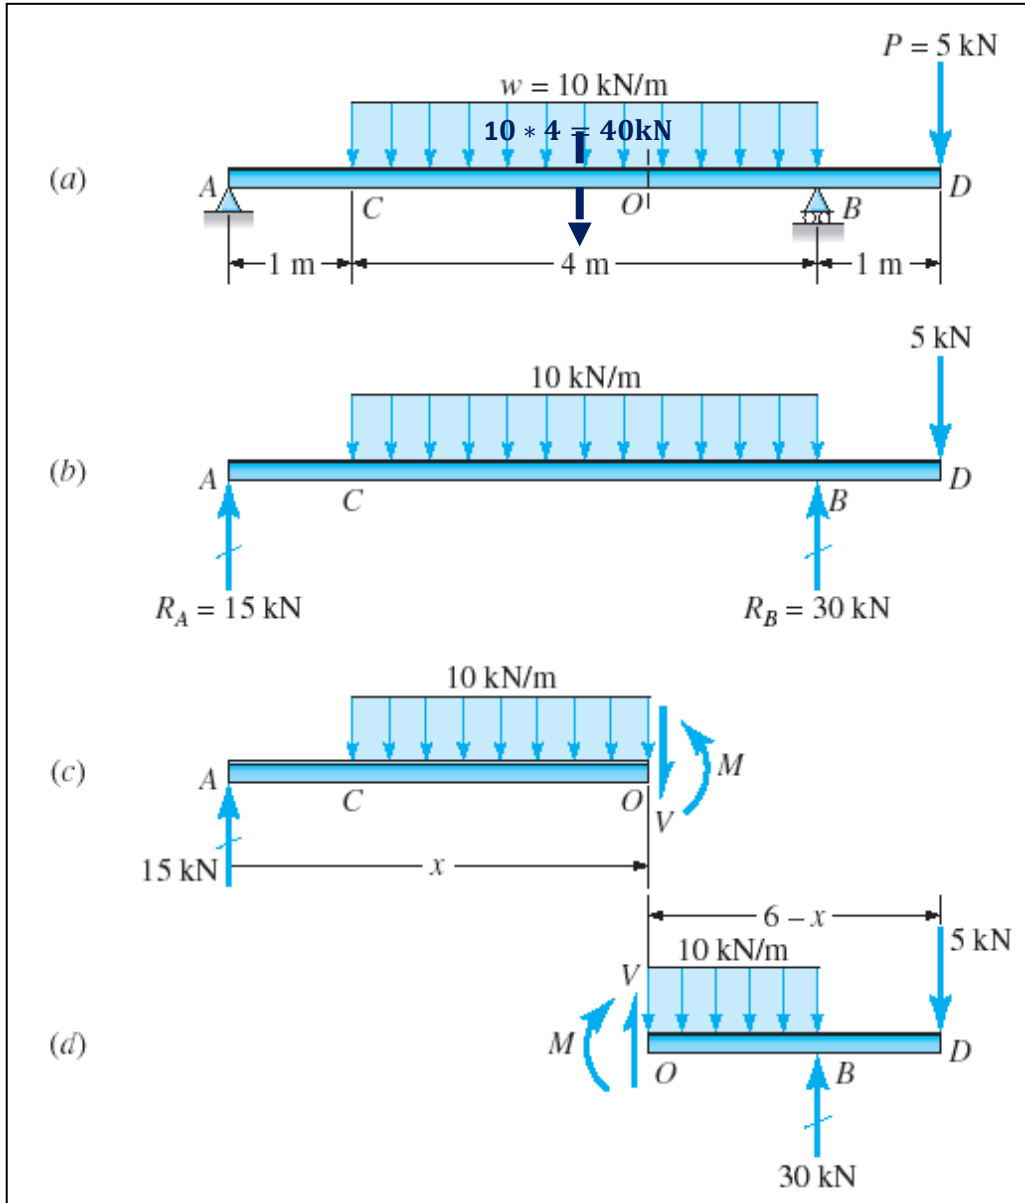 P = 5 kN
w = 10 kN/m
10 * 4 = 40kN
(a)
A
C
O
B
D
1 m
4 m
1 m
5 kN
10 kN/m
(b)
A
C
B
D
R_A = 15 kN
R_B = 30 kN
10 kN/m
(c)
A
C
O
V
M
15 kN
x
6 – x
5 kN
10 kN/m
V
(d)
M
O
B
D
30 kN